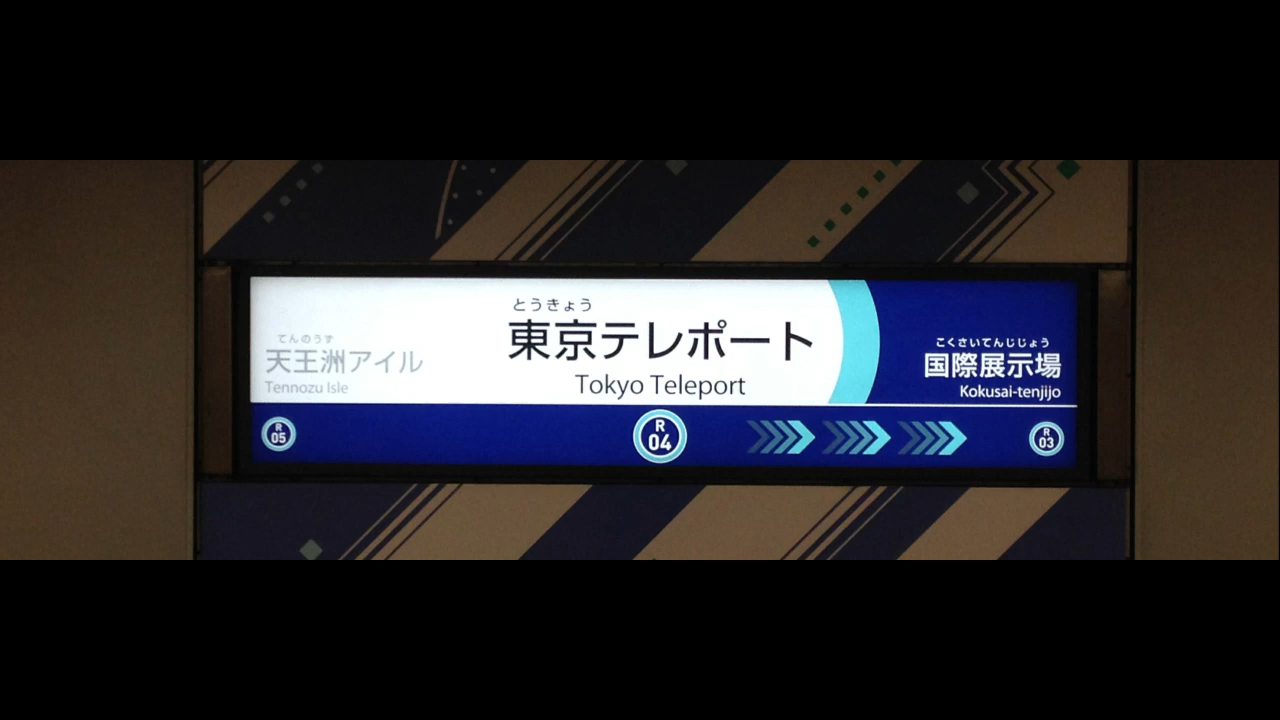 とうきょう
東京テレポート
Tokyo Teleport
てんのうず
天王洲アイル
Tennozu Isle
こくさいてんじじょう
国際展示場
Kokusai-tenjijo
R
05
R
04
R
03